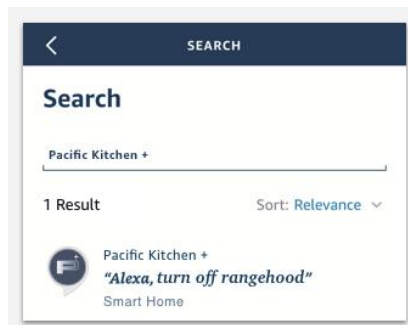 SEARCH
Search
Pacific Kitchen +
1 Result Sort: Relevance
Pacific Kitchen +
“Alexa, turn off rangehood”
Smart Home